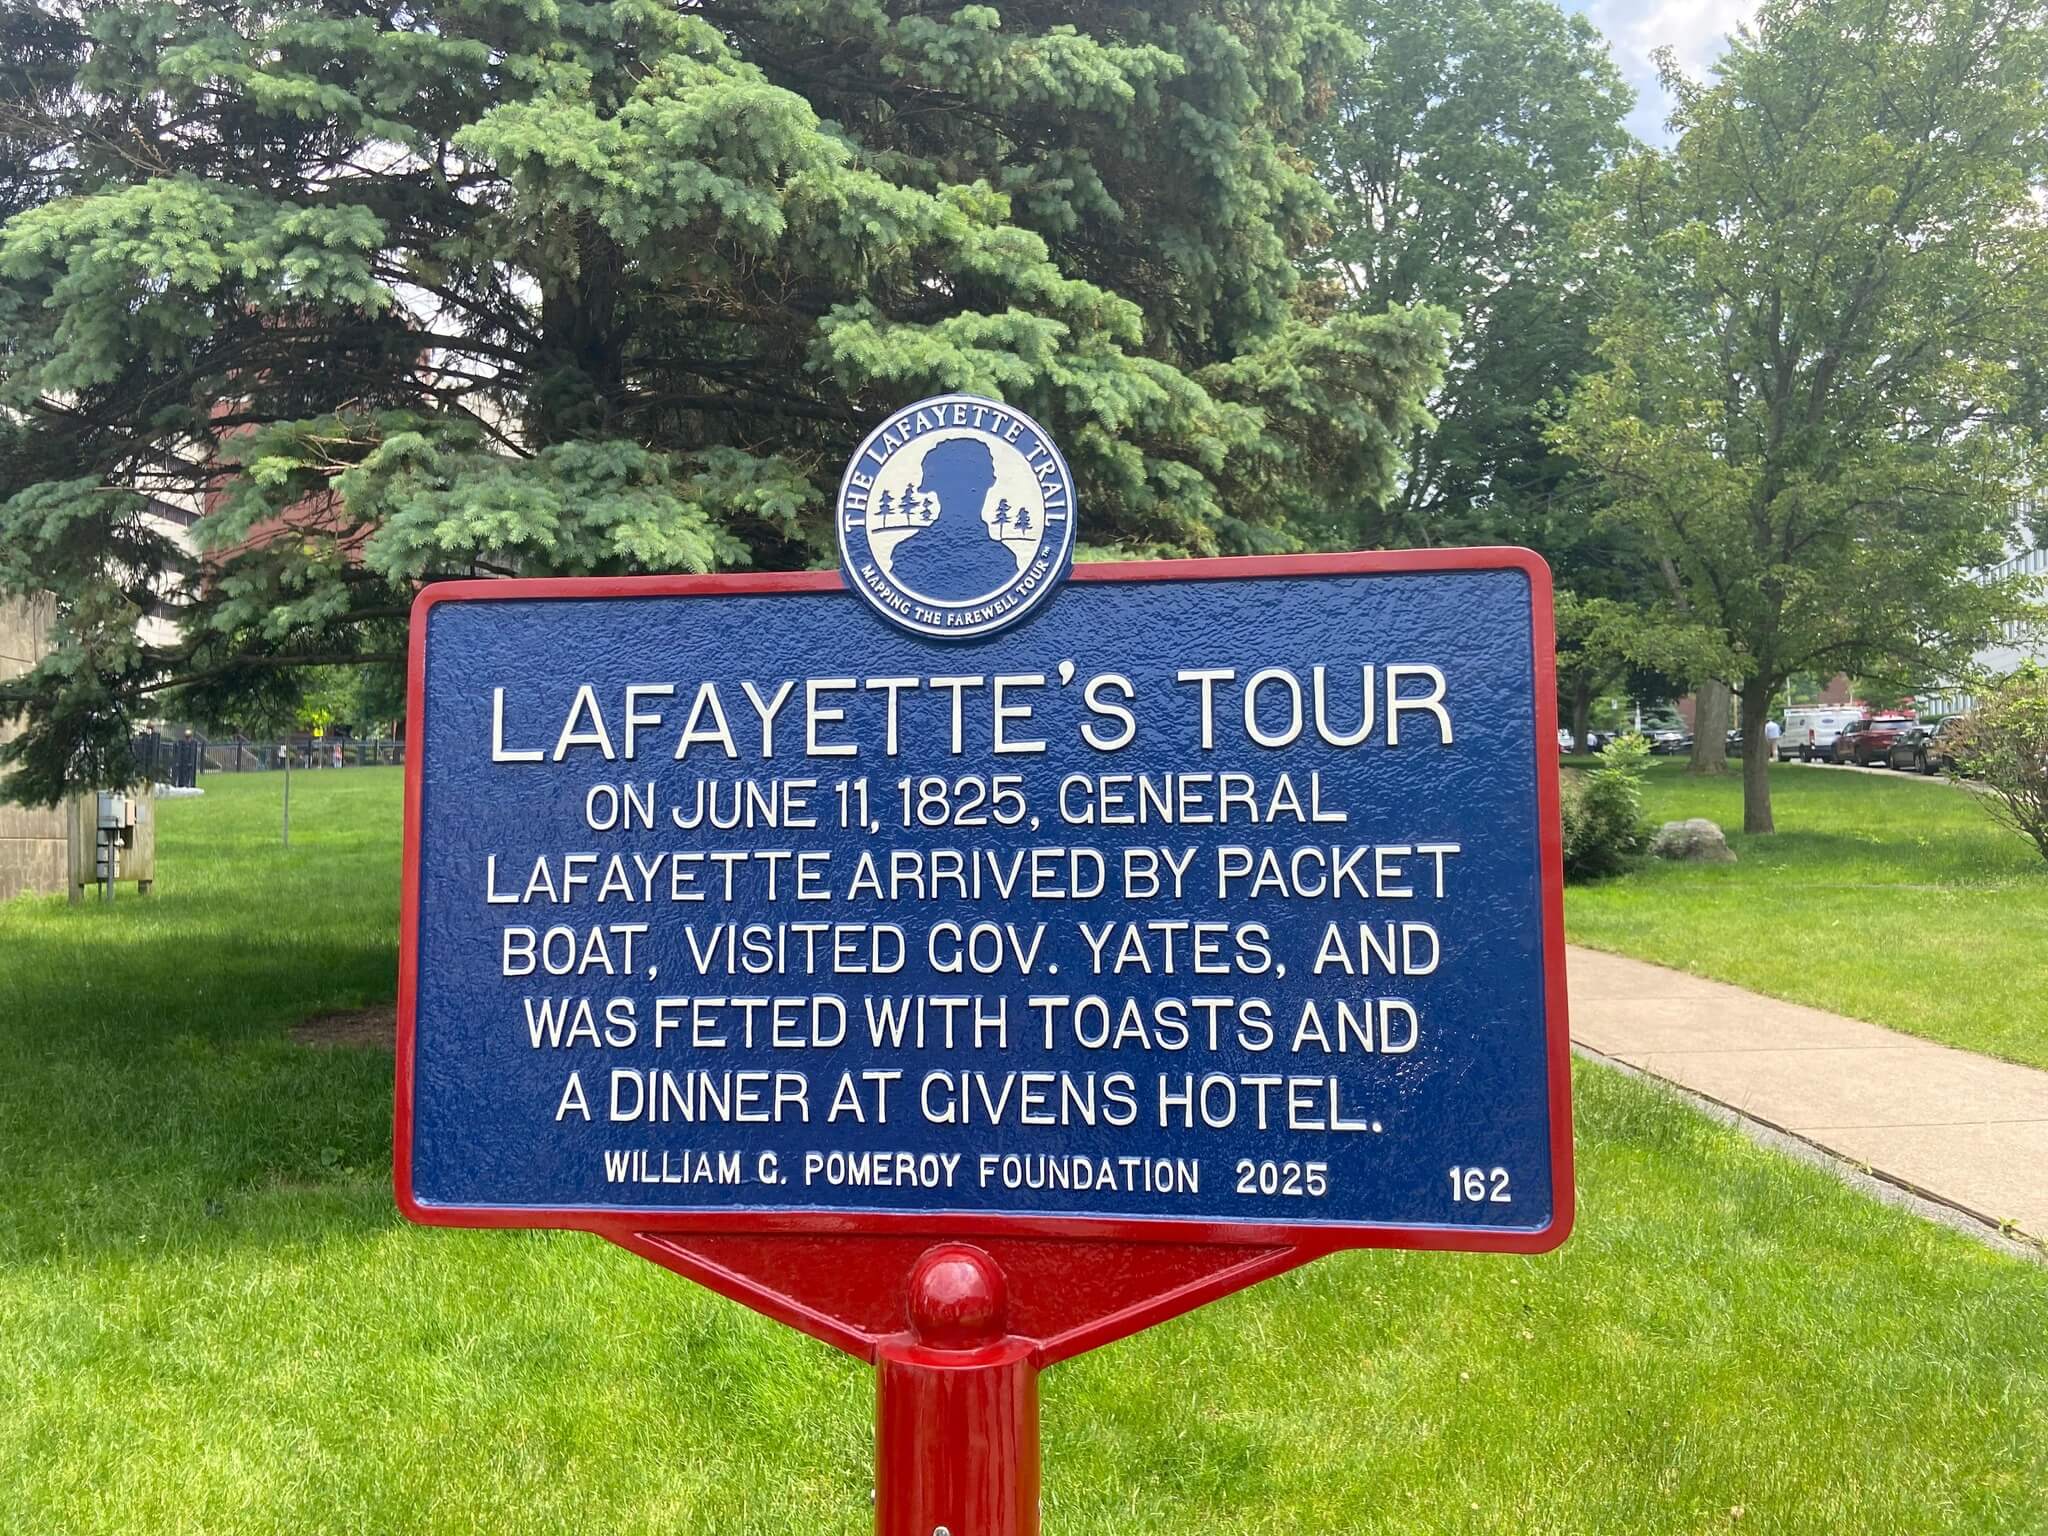 THE LAFAYETTE TRAIL
MAPPING THE FAREWELL TOUR™
LAFAYETTE'S TOUR
ON JUNE 11, 1825, GENERAL
LAFAYETTE ARRIVED BY PACKET
BOAT, VISITED GOV. YATES, AND
WAS FETED WITH TOASTS AND
A DINNER AT GIVENS HOTEL.
WILLIAM G. POMEROY FOUNDATION 2025 162